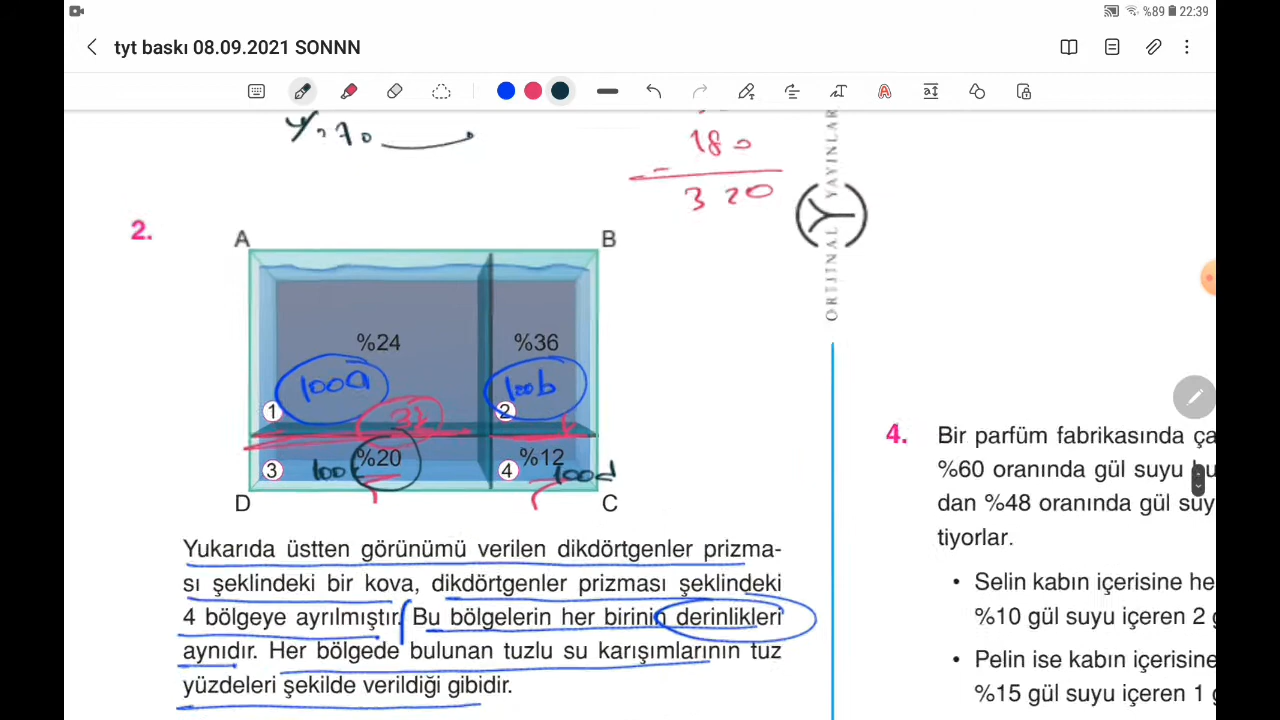 %89 22:39
tyt baskı 08.09.2021 SONNN
180
320
ORİJİNAL YAYINLAR
2.
A
B
%24
%36
100a
100b
1
2
3k
k
3
%20
4
%12
100d
D
C
Yukarıda üstten görünümü verilen dikdörtgenler prizma-
sı şeklindeki bir kova, dikdörtgenler prizması şeklindeki
4 bölgeye ayrılmıştır. Bu bölgelerin her birinin derinlikleri
aynıdır. Her bölgede bulunan tuzlu su karışımlarının tuz
yüzdeleri şekilde verildiği gibidir.
4. Bir parfüm fabrikasında ça
%60 oranında gül suyu bu
dan %48 oranında gül suy
tiyorlar.
• Selin kabın içerisine he
%10 gül suyu içeren 2 g
• Pelin ise kabın içerisine
%15 gül suyu içeren 1 g